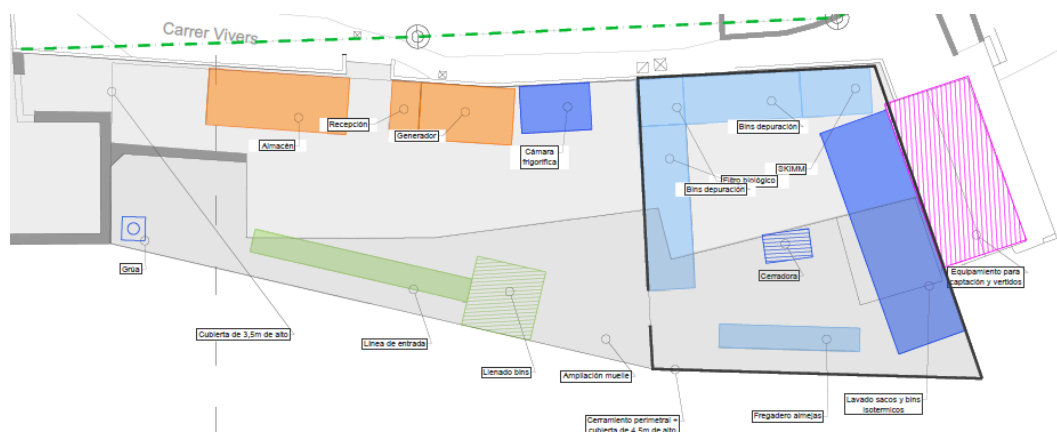 Carrer Vivers
Almacén
Recepción
Generador
Cámara
frigorífica
Bins depuración
SKIMM
Filtro biológico
Bins depuración
Grúa
Cerradora
Equipamiento para
captación y vertidos
Cubierta de 3,5m de alto
Línea de entrada
Llenado bins
Ampliación muelle
Cerramiento perimetral +
cubierta de 4,5m de alto
Fregadero almejas
Lavado sacos y bins
isotermicos